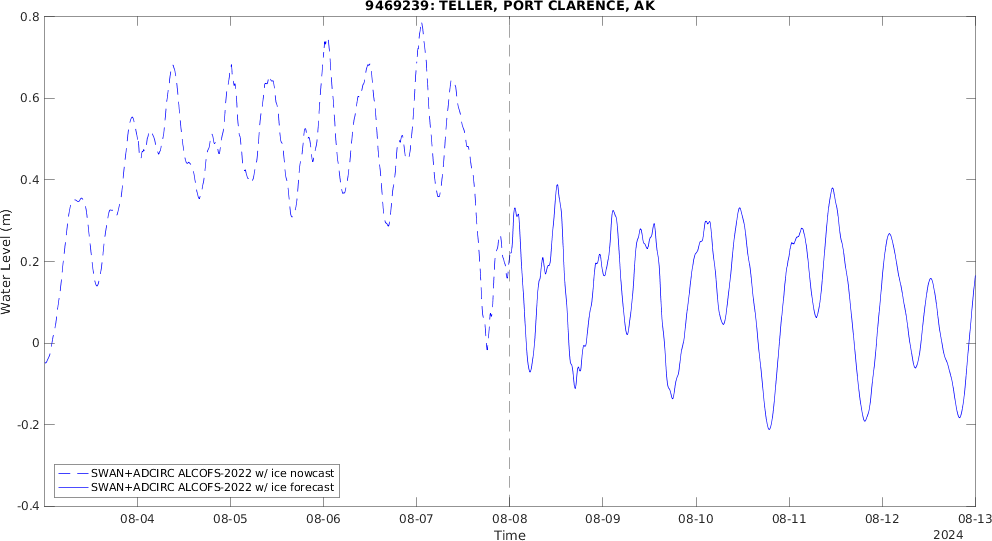 9469239: TELLER, PORT CLARENCE, AK
0.8
0.6
0.4
0.2
0
-0.2
-0.4
Water Level (m)
SWAN+ADCIRC ALCOFS-2022 w/ ice nowcast
SWAN+ADCIRC ALCOFS-2022 w/ ice forecast
08-04 08-05 08-06 08-07 08-08 08-09 08-10 08-11 08-12 08-13
Time
2024